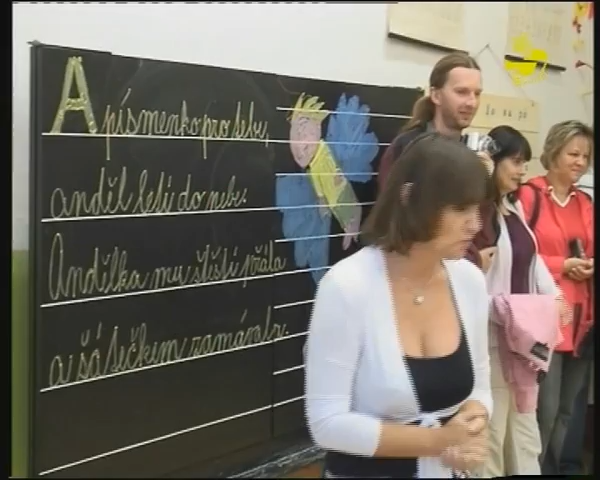 A písmenko pro tebe,
anděl letí do nebe.
Andílka mu štěstí přála
a šátečkem zamávala.